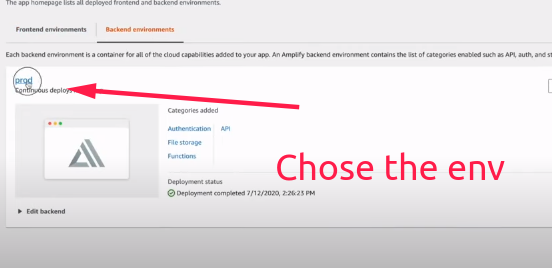 The app homepage lists all deployed frontend and backend environments.
Frontend environments Backend environments
Each backend environment is a container for all of the cloud capabilities added to your app. An Amplify backend environment contains the list of categories enabled such as API, auth, and
prod
Continuous deploys
Categories added
Authentication API
File storage
Functions
Chose the env
Deployment status
Deployment completed 7/12/2020, 2:26:23 PM
Edit backend